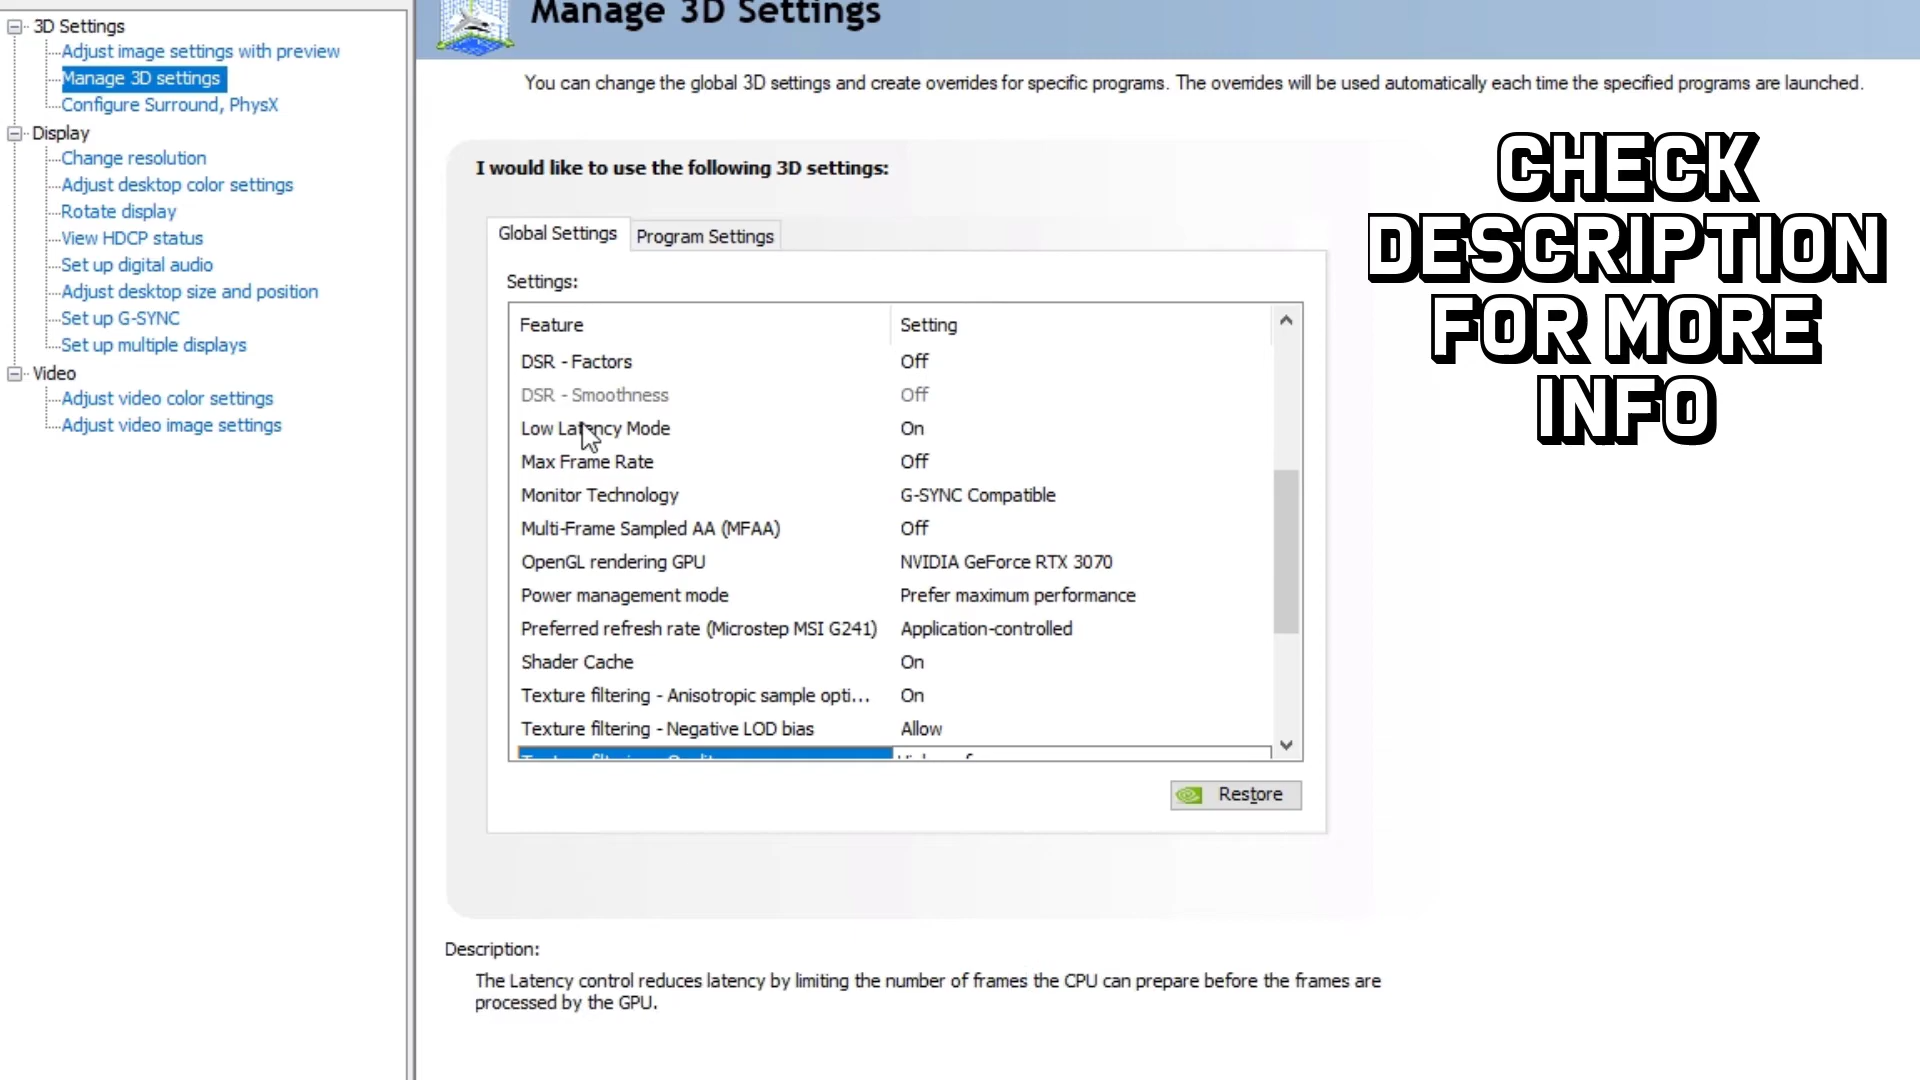 3D Settings
Adjust image settings with preview
Manage 3D settings
Configure Surround, PhysX
Display
Change resolution
Adjust desktop color settings
Rotate display
View HDCP status
Set up digital audio
Adjust desktop size and position
Set up G-SYNC
Set up multiple displays
Video
Adjust video color settings
Adjust video image settings
Manage 3D Settings
You can change the global 3D settings and create overrides for specific programs. The overrides will be used automatically each time the specified programs are launched.
I would like to use the following 3D settings:
Global Settings
Program Settings
Settings:
Feature Setting
DSR - Factors Off
DSR - Smoothness Off
Low Latency Mode On
Max Frame Rate Off
Monitor Technology G-SYNC Compatible
Multi-Frame Sampled AA (MFAA) Off
OpenGL rendering GPU NVIDIA GeForce RTX 3070
Power management mode Prefer maximum performance
Preferred refresh rate (Microstep MSI G241) Application-controlled
Shader Cache On
Texture filtering - Anisotropic sample opti... On
Texture filtering - Negative LOD bias Allow
Restore
Description:
The Latency control reduces latency by limiting the number of frames the CPU can prepare before the frames are
processed by the GPU.
CHECK
DESCRIPTION
FOR MORE
INFO